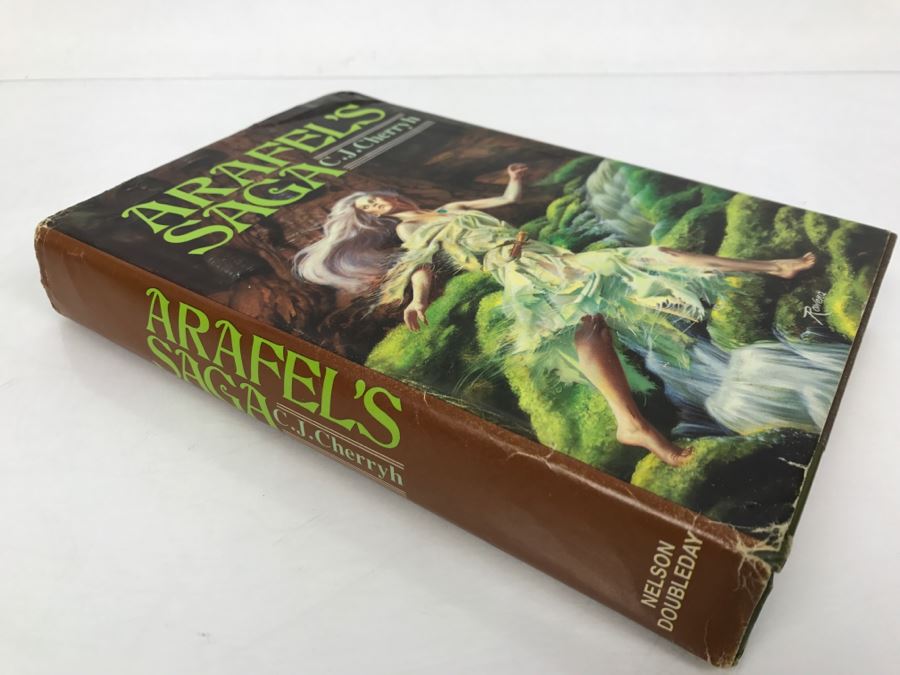 ARAFEL'S
SAGA
C.J.Cherryh
ARAFEL'S
SAGA
C.J.Cherryh
NELSON
DOUBLEDAY